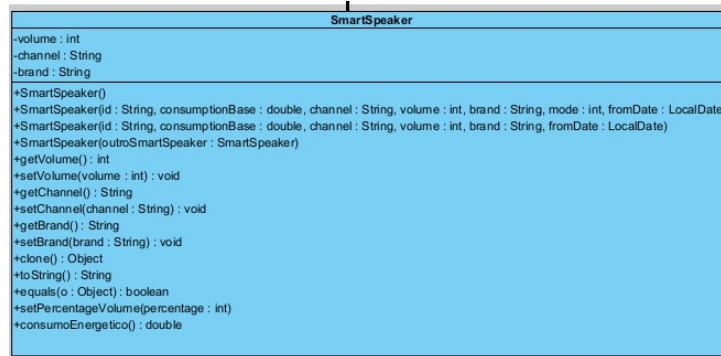 SmartSpeaker
-volume : int
-channel : String
-brand : String
+SmartSpeaker()
+SmartSpeaker(id : String, consumptionBase : double, channel : String, volume : int, brand : String, mode : int, fromDate : LocalDate
+SmartSpeaker(id : String, consumptionBase : double, channel : String, volume : int, brand : String, fromDate : LocalDate)
+SmartSpeaker(outroSmartSpeaker : SmartSpeaker)
+getVolume() : int
+setVolume(volume : int) : void
+getChannel() : String
+setChannel(channel : String) : void
+getBrand() : String
+setBrand(brand : String) : void
+clone() : Object
+toString() : String
+equals(o : Object) : boolean
+setPercentageVolume(percentage : int)
+consumoEnergetico() : double